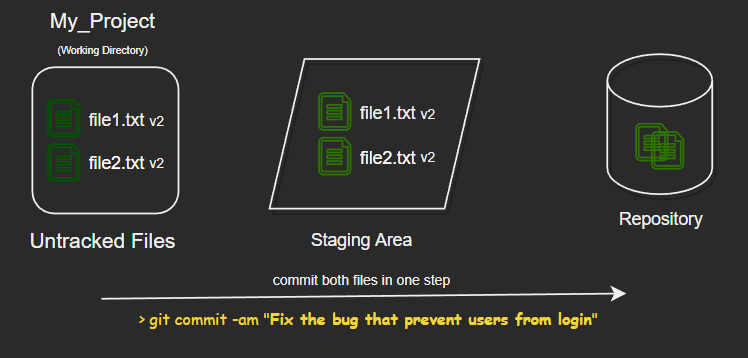 My_Project
(Working Directory)
file1.txt v2
file2.txt v2
Untracked Files
file1.txt v2
file2.txt v2
Staging Area
Repository
commit both files in one step
> git commit -am "Fix the bug that prevent users from login"